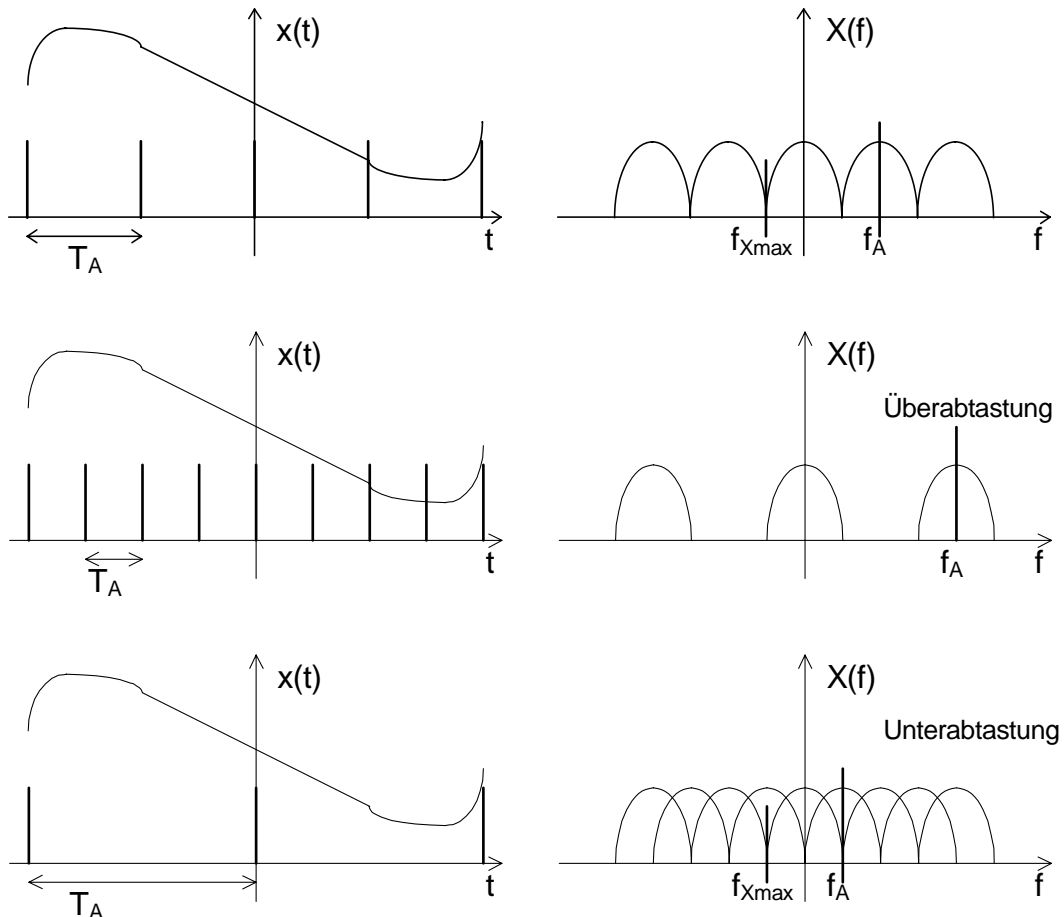 x(t)
X(f)
t
T_A
f_Xmax
f_A
f
x(t)
X(f)
Überabtastung
t
T_A
f_A
f
x(t)
X(f)
Unterabtastung
t
T_A
f_Xmax
f_A
f